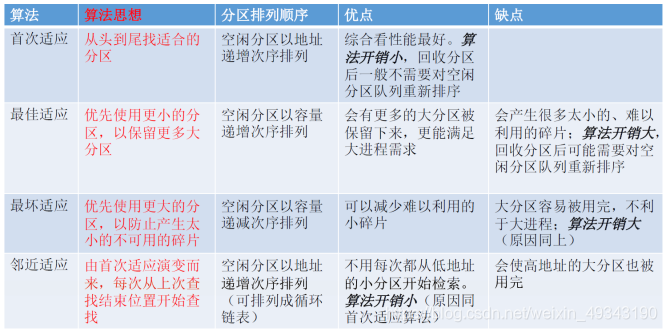 算法 算法思想 分区排列顺序 优点 缺点
首次适应 从头到尾找适合的 空闲分区以地址 综合看性能最好。算
分区 递增次序排列 法开销小，回收分区
后一般不需要对空闲
分区队列重新排序
最佳适应 优先使用更小的分 空闲分区以容量 会有更多的大分区被 会产生很多太小的、难以
区，以保留更多大 递增次序排列 保留下来，更能满足 利用的碎片；算法开销大，
分区 大进程需求 回收分区后可能需要对空
闲分区队列重新排序
最坏适应 优先使用更大的分 空闲分区以容量 可以减少难以利用的 大分区容易被用完，不利
区，以防止产生太 递减次序排列 小碎片 于大进程；算法开销大
小的不可用的碎片 （原因同上）
邻近适应 由首次适应演变而 空闲分区以地址 不用每次都从低地址 会使高地址的大分区也被
来，每次从上次查 递增次序排列 的小分区开始检索。 用完
找结束位置开始查 （可排列成循环 算法开销小（原因同
找 链表） 首次适应算法）
https://blog.csdn.net/weixin_49343190